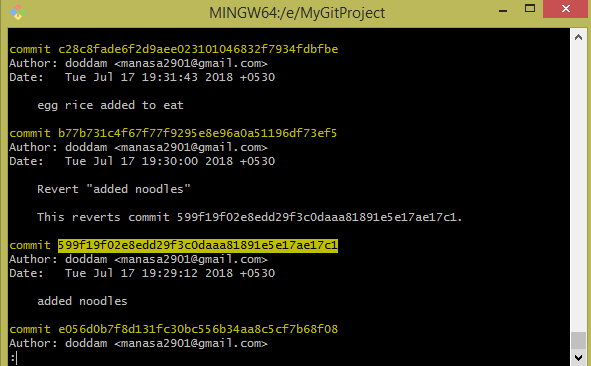 MINGW64:/e/MyGitProject
commit c28c8fade6f2d9aee023101046832f7934fdbfbe
Author: doddam <manasa2901@gmail.com>
Date:   Tue Jul 17 19:31:43 2018 +0530
egg rice added to eat
commit b77b731c4f67f77f9295e8e96a0a51196df73ef5
Author: doddam <manasa2901@gmail.com>
Date:   Tue Jul 17 19:30:00 2018 +0530
Revert "added noodles"
This reverts commit 599f19f02e8edd29f3c0daaa81891e5e17ae17c1.
commit 599f19f02e8edd29f3c0daaa81891e5e17ae17c1
Author: doddam <manasa2901@gmail.com>
Date:   Tue Jul 17 19:29:12 2018 +0530
added noodles
commit e056d0b7f8d131fc30bc556b34aa8c5cf7b68f08
Author: doddam <manasa2901@gmail.com>
: